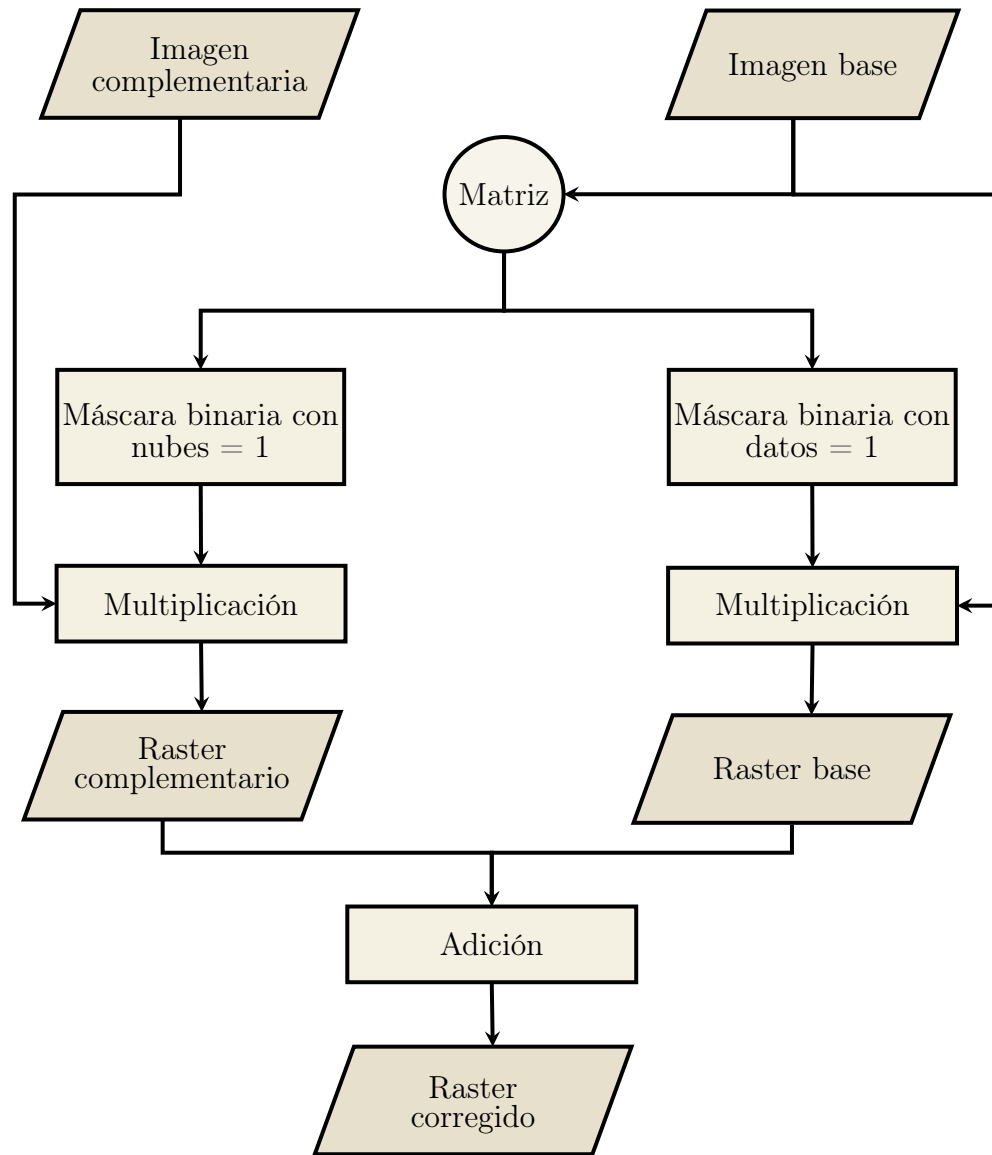 Imagen
complementaria
Imagen base
Matriz
Máscara binaria con
nubes = 1
Máscara binaria con
datos = 1
Multiplicación
Multiplicación
Raster
complementario
Raster base
Adición
Raster
corregido